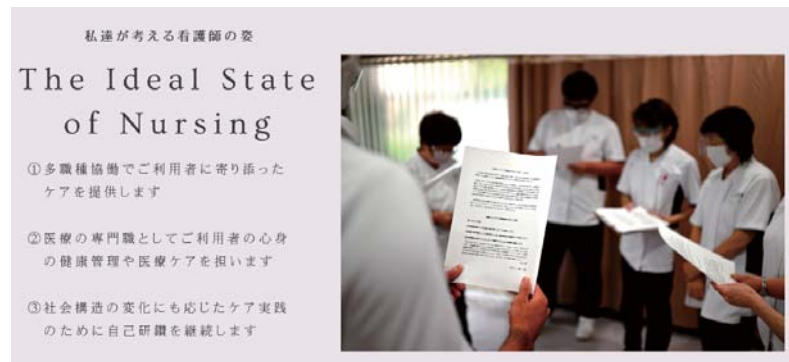 私達が考える看護師の姿
The Ideal State
of Nursing
①多職種協働でご利用者に寄り添った
ケアを提供します
②医療の専門職としてご利用者の心身
の健康管理や医療ケアを担います
③社会構造の変化にも応じたケア実践
のために自己研鑽を継続します